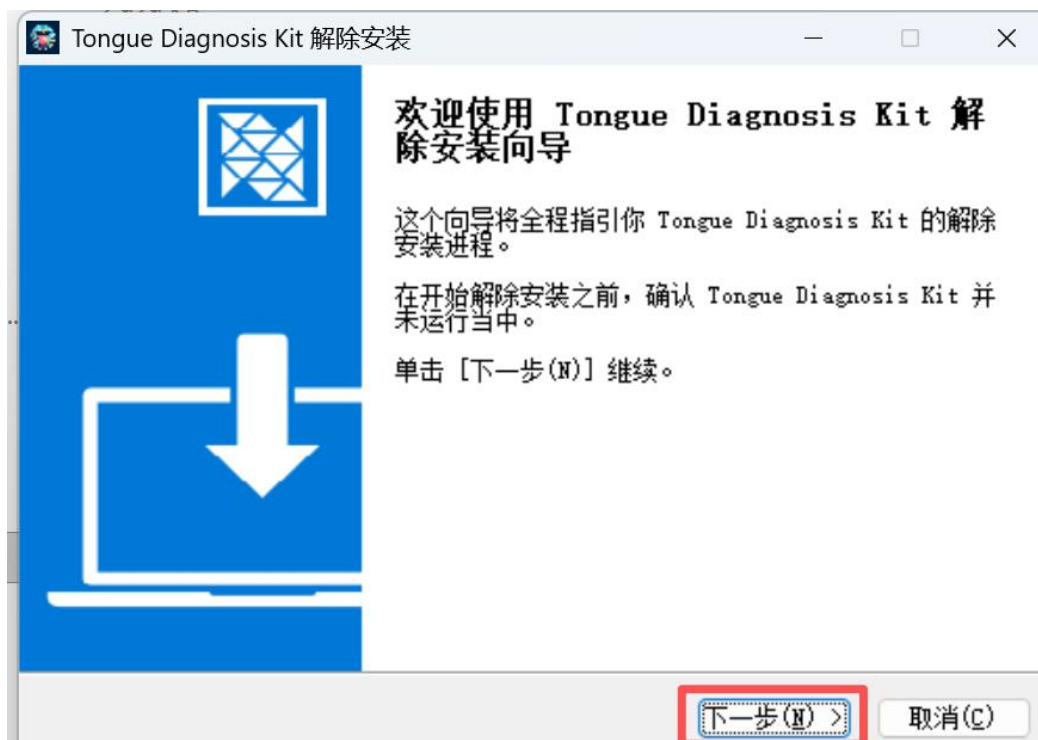 Tongue Diagnosis Kit 解除安装
欢迎使用 Tongue Diagnosis Kit 解
除安装向导
这个向导将全程指引你 Tongue Diagnosis Kit 的解除
安装进程。
在开始解除安装之前，确认 Tongue Diagnosis Kit 并
未运行当中。
单击 [下一步(N)] 继续。
下一步(N) >
取消(C)